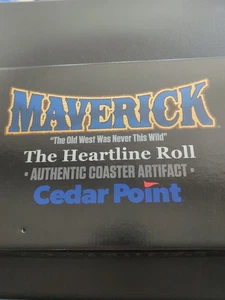 MAVERICK
"The Old West Was Never This Wild"
The Heartline Roll
• AUTHENTIC COASTER ARTIFACT •
Cedar Point